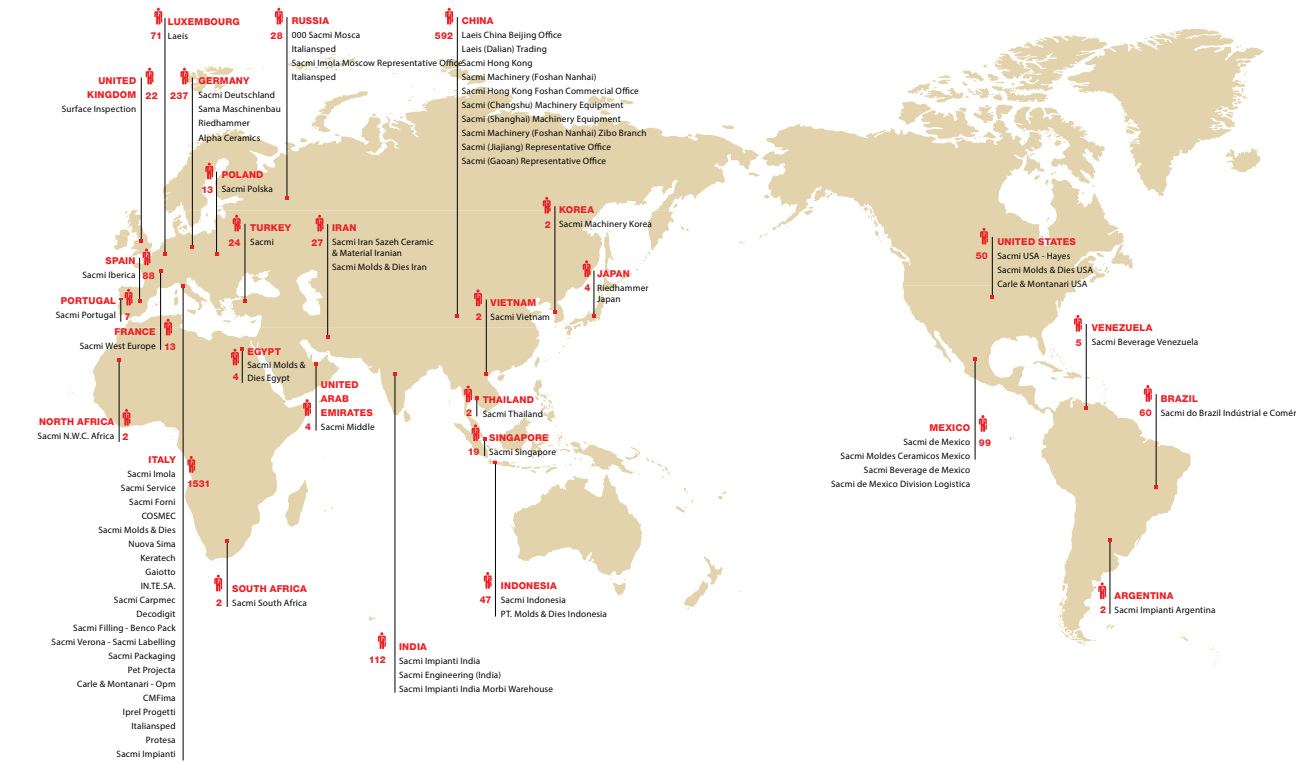 LUXEMBOURG
71
Laeis
RUSSIA
28
000 Sacmi Mosca
Italiansped
Sacmi Imola Moscow Representative Office
Italiansped
CHINA
592
Laeis China Beijing Office
Laeis (Dalian) Trading
Sacmi Hong Kong
Sacmi Machinery (Foshan Nanhai)
Sacmi Hong Kong Foshan Commercial Office
Sacmi (Changshu) Machinery Equipment
Sacmi (Shanghai) Machinery Equipment
Sacmi Machinery (Foshan Nanhai) Zibo Branch
Sacmi (Jiajiang) Representative Office
Sacmi (Gaoan) Representative Office
UNITED
KINGDOM
22
Surface Inspection
GERMANY
237
Sacmi Deutschland
Sama Maschinenbau
Riedhammer
Alpha Ceramics
POLAND
13
Sacmi Polska
TURKEY
24
Sacmi
IRAN
27
Sacmi Iran Sazeh Ceramic
& Material Iranian
Sacmi Molds & Dies Iran
KOREA
2
Sacmi Machinery Korea
JAPAN
4
Riedhammer
Japan
UNITED STATES
50
Sacmi USA - Hayes
Sacmi Molds & Dies USA
Carle & Montanari USA
SPAIN
Sacmi Iberica
88
PORTUGAL
Sacmi Portugal
7
FRANCE
Sacmi West Europe
13
VIETNAM
2
Sacmi Vietnam
VENEZUELA
5
Sacmi Beverage Venezuela
EGYPT
4
Sacmi Molds &
Dies Egypt
UNITED
ARAB
EMIRATES
4
Sacmi Middle
THAILAND
2
Sacmi Thailand
SINGAPORE
19
Sacmi Singapore
BRAZIL
60
Sacmi do Brazil Indústrial e Comér
NORTH AFRICA
Sacmi N.W.C. Africa
2
MEXICO
99
Sacmi de Mexico
Sacmi Moldes Ceramicos Mexico
Sacmi Beverage de Mexico
Sacmi de Mexico Division Logistica
ITALY
1531
Sacmi Imola
Sacmi Service
Sacmi Forni
COSMEC
Sacmi Molds & Dies
Nuova Sima
Keratech
Gaiotto
IN.TE.SA.
Sacmi Carpmec
Decodigit
Sacmi Filling - Benco Pack
Sacmi Verona - Sacmi Labelling
Sacmi Packaging
Pet Projecta
Carle & Montanari - Opm
CMFima
Iprel Progetti
Italiansped
Protesa
Sacmi Impianti
SOUTH AFRICA
2
Sacmi South Africa
INDONESIA
47
Sacmi Indonesia
PT. Molds & Dies Indonesia
ARGENTINA
2
Sacmi Impianti Argentina
INDIA
112
Sacmi Impianti India
Sacmi Engineering (India)
Sacmi Impianti India Morbi Warehouse